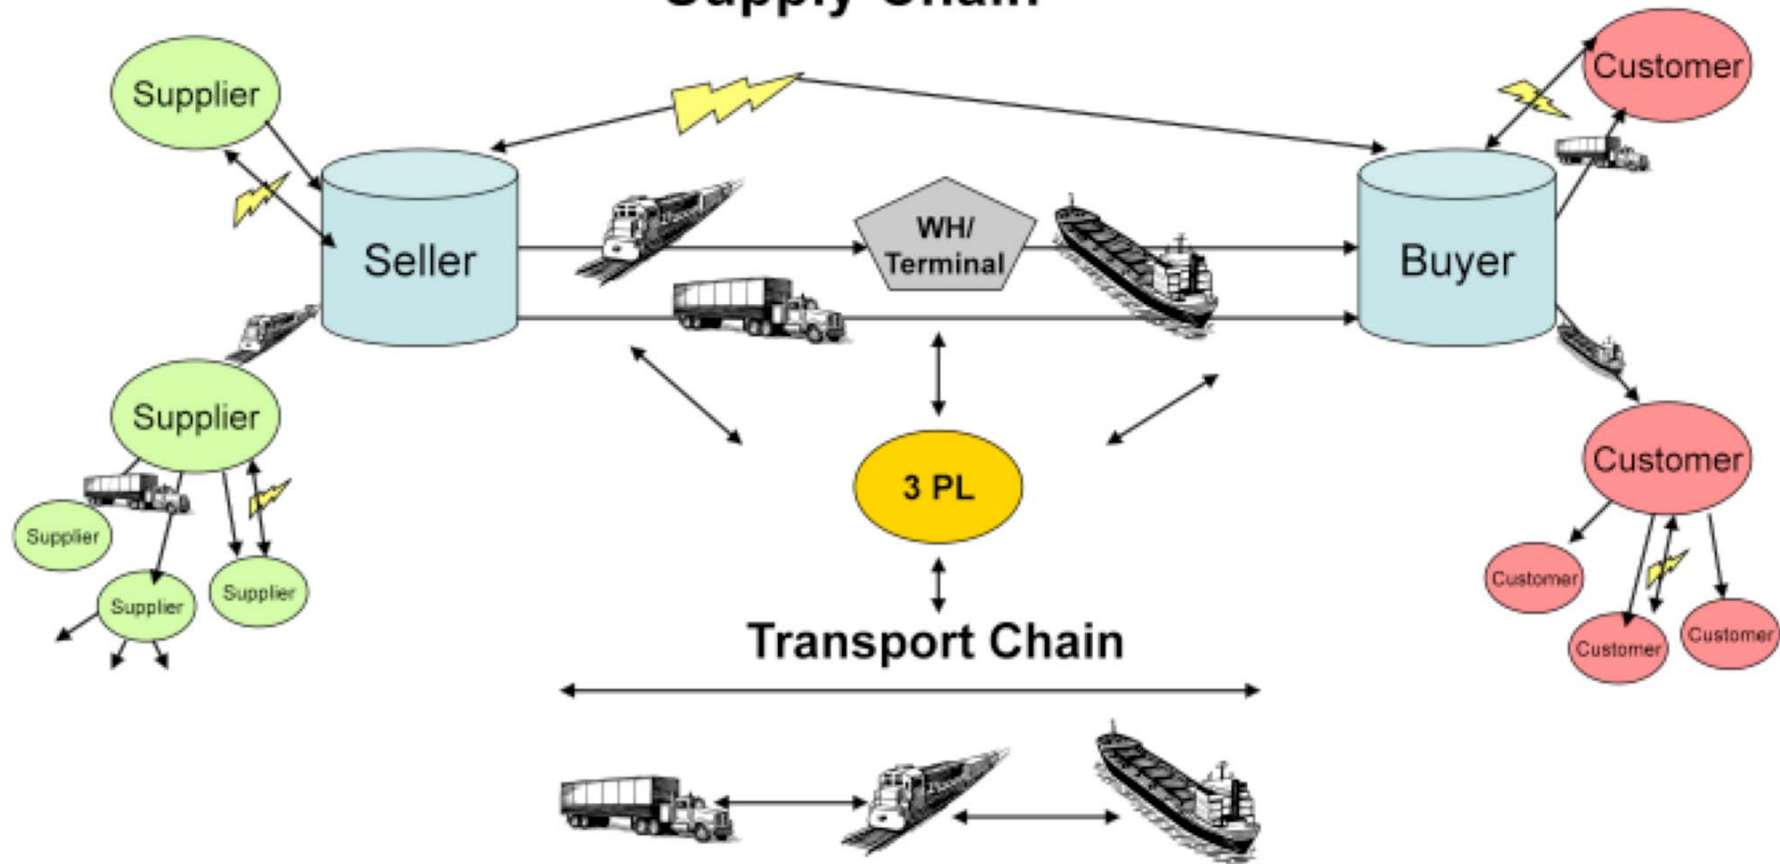 Supply Chain
Supplier
Customer
Seller
WH/
Terminal
Buyer
Supplier
Customer
3 PL
Supplier
Supplier
Supplier
Customer
Customer
Customer
Transport Chain